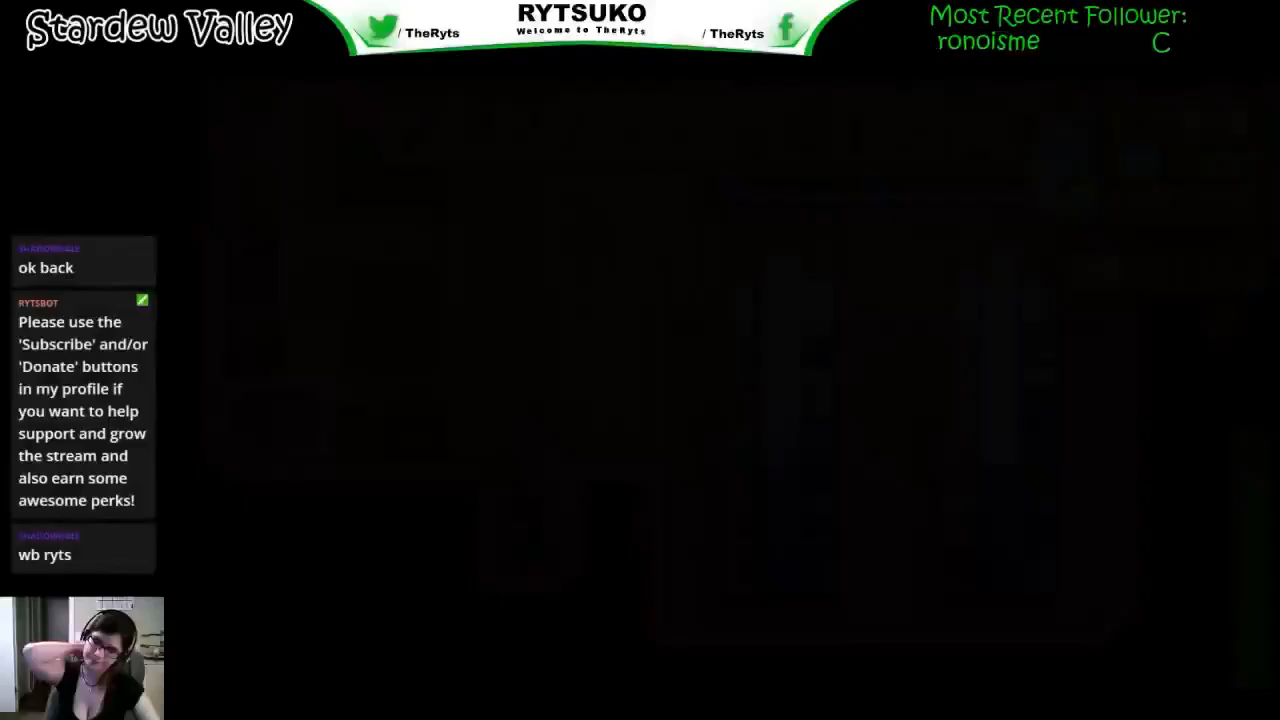 Stardew Valley
RYTSUKO
Welcome to TheRyts
/ TheRyts
/ TheRyts
Most Recent Follower:
ronoisme C
ok back
RYTSBOT
Please use the
'Subscribe' and/or
'Donate' buttons
in my profile if
you want to help
support and grow
the stream and
also earn some
awesome perks!
wb ryts